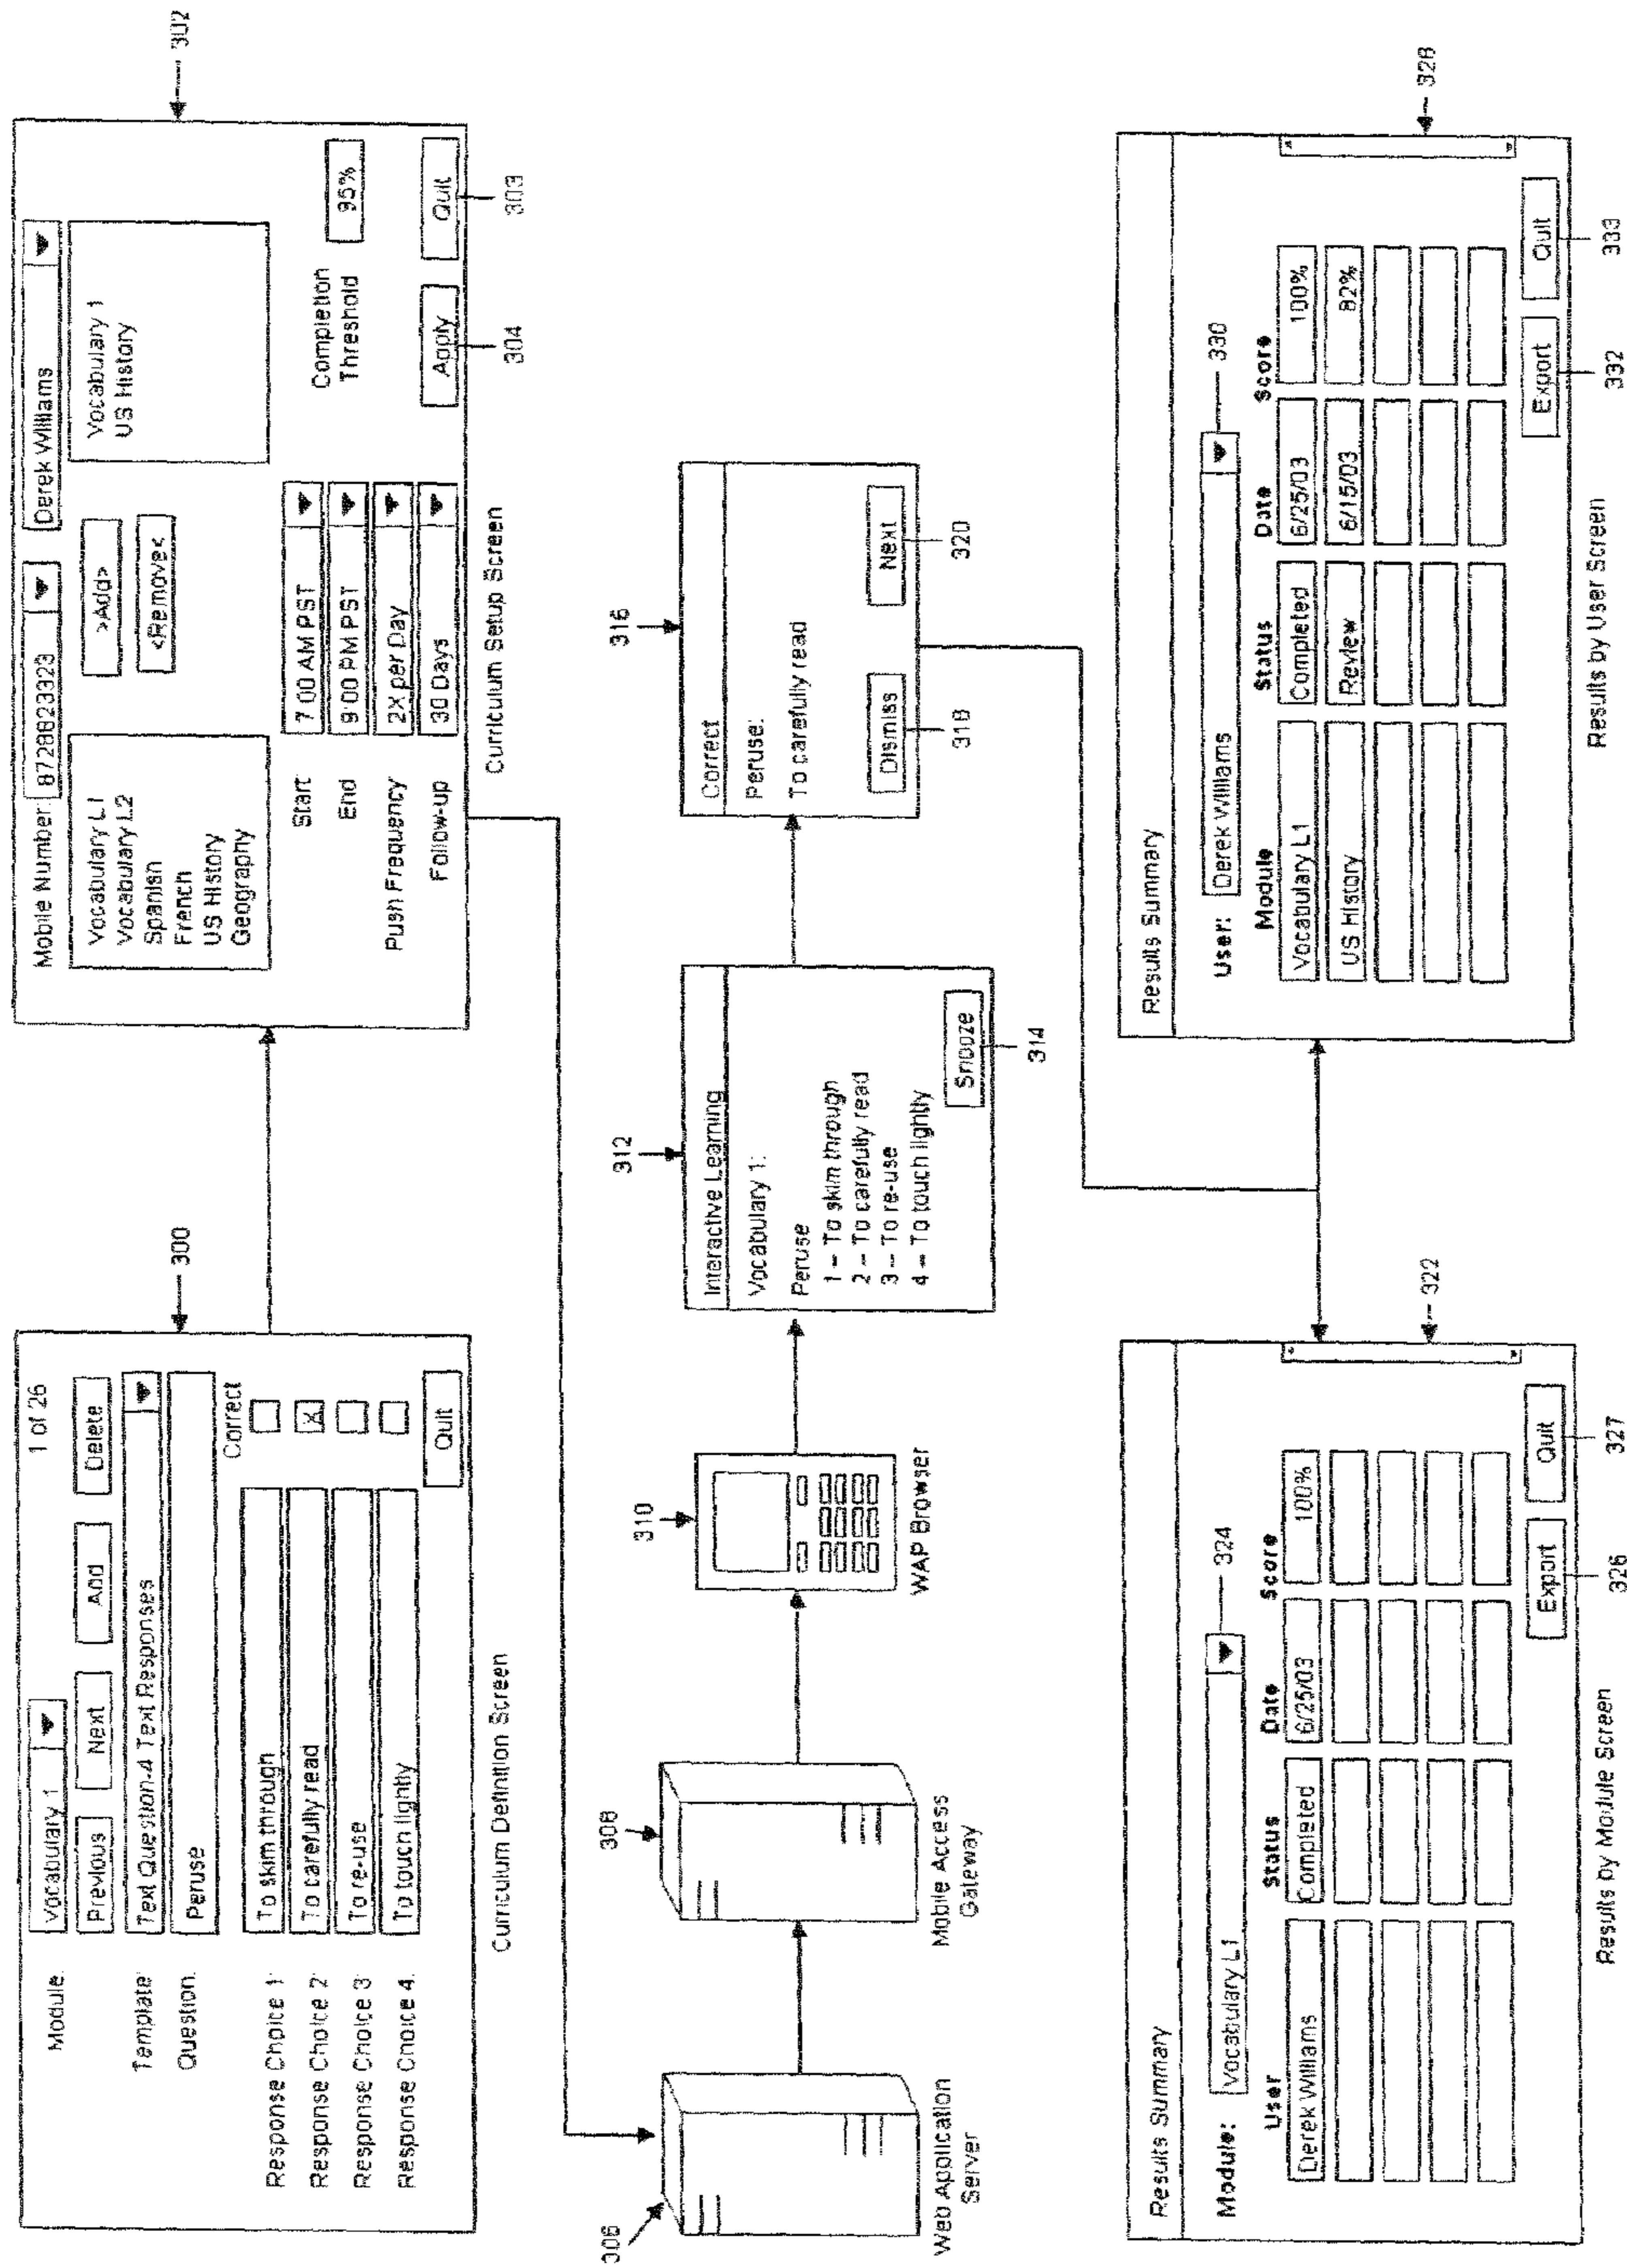 Module:
Vocabulary 1
1 of 26
Previous
Next
Add
Delete
Template:
Text Question-4 Text Responses
Question:
Peruse
Correct
Response Choice 1:
To skim through
Response Choice 2:
To carefully read
X
Response Choice 3:
To re-use
Response Choice 4:
To touch lightly
Quit
Curriculum Definition Screen
300
Mobile Number:
8728823323
Derek Williams
302
Vocabulary L1
Vocabulary L2
Spanish
French
US History
Geography
>Add>
<Remove<
Vocabulary 1
US History
Start
7:00 AM PST
End
9:00 PM PST
Push Frequency
2X per Day
Follow-up
30 Days
Completion
Threshold
95%
Apply
Quit
304
303
Curriculum Setup Screen
306
Web Application
Server
308
Mobile Access
Gateway
310
WAP Browser
312
Interactive Learning
Vocabulary 1:
Peruse
1 – To skim through
2 – To carefully read
3 – To re-use
4 – To touch lightly
Snooze
314
316
Correct
Peruse:
To carefully read
Dismiss
Next
318
320
Results Summary
Module:
Vocabulary L1
324
322
User
Status
Date
Score
Derek Williams
Completed
6/25/03
100%
Export
Quit
326
327
Results by Module Screen
Results Summary
User:
Derek Williams
330
328
Module
Status
Date
Score
Vocabulary L1
Completed
6/25/03
100%
US History
Review
6/15/03
82%
Export
Quit
332
333
Results by User Screen